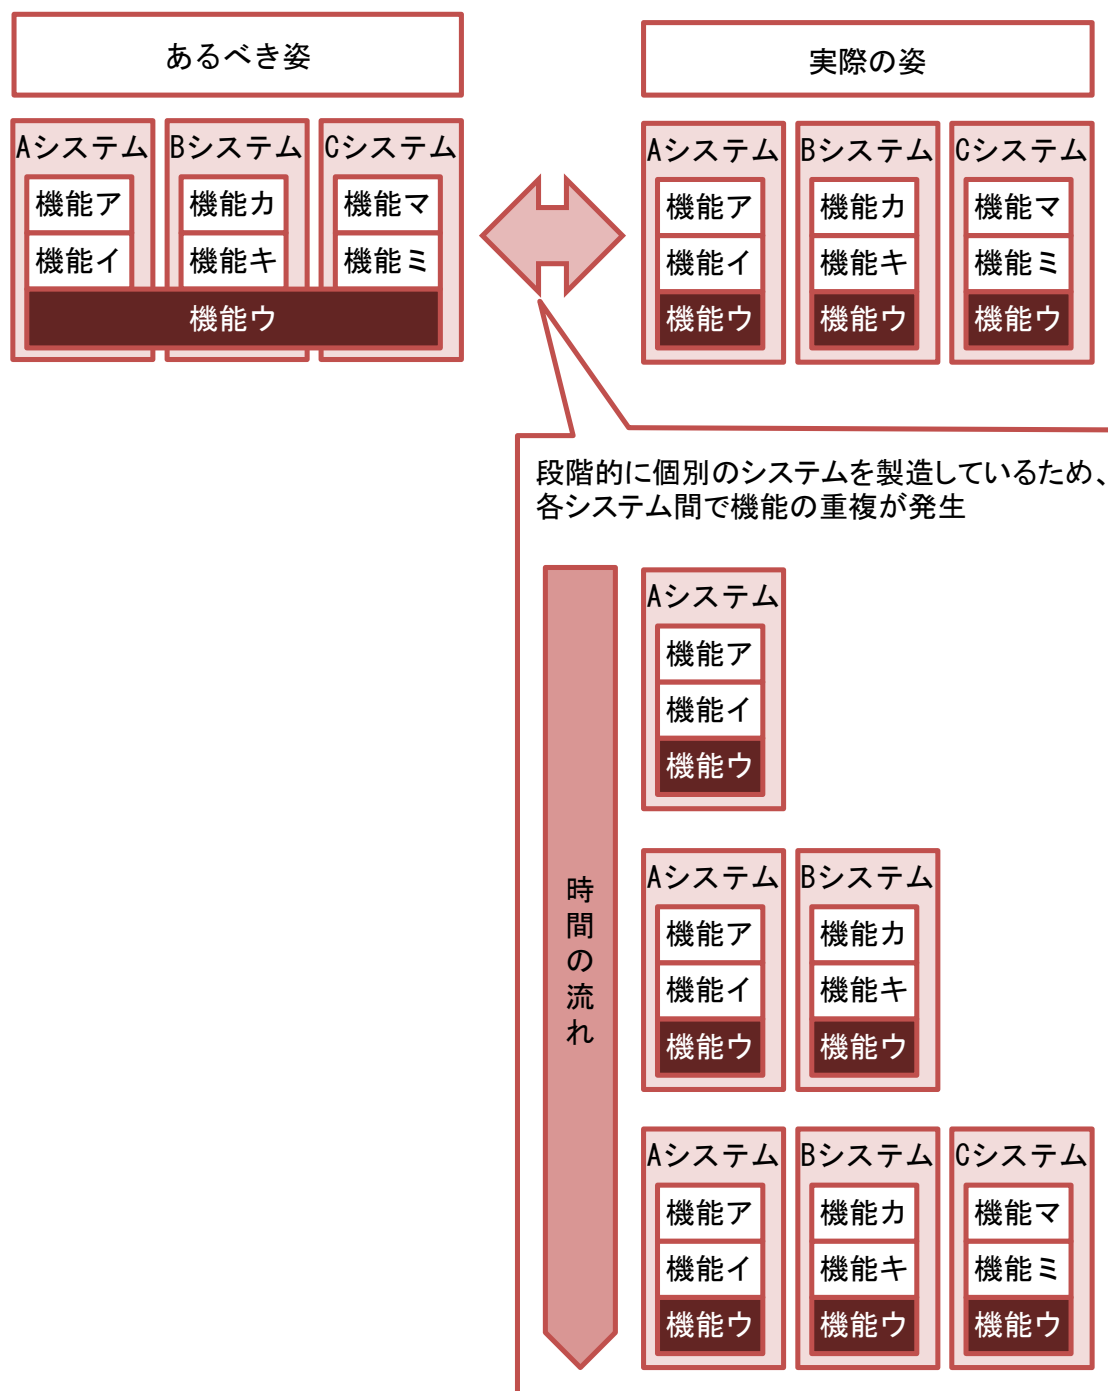 あるべき姿
Aシステム
機能ア
機能イ
Bシステム
機能カ
機能キ
Cシステム
機能マ
機能ミ
機能ウ
実際の姿
Aシステム
機能ア
機能イ
機能ウ
Bシステム
機能カ
機能キ
機能ウ
Cシステム
機能マ
機能ミ
機能ウ
段階的に個別のシステムを製造しているため、
各システム間で機能の重複が発生
時間の流れ
Aシステム
機能ア
機能イ
機能ウ
Aシステム
機能ア
機能イ
機能ウ
Bシステム
機能カ
機能キ
機能ウ
Aシステム
機能ア
機能イ
機能ウ
Bシステム
機能カ
機能キ
機能ウ
Cシステム
機能マ
機能ミ
機能ウ